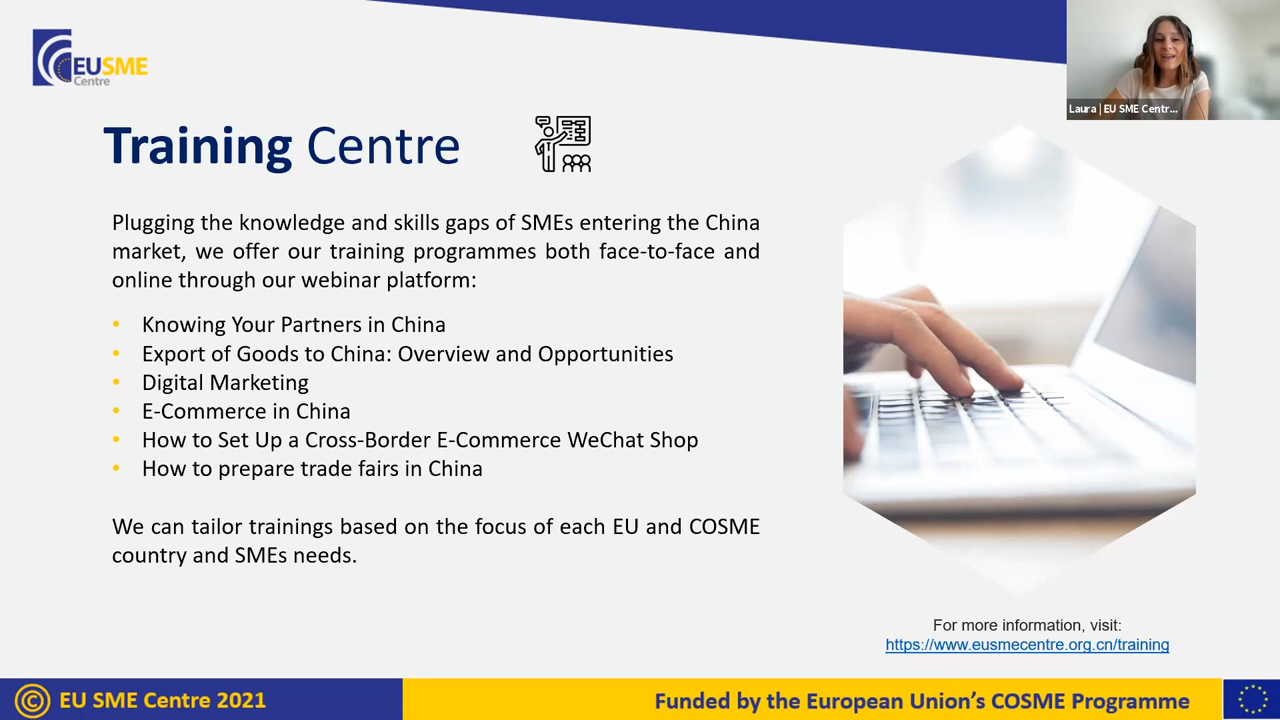 EUSME
Centre
Laura | EU SME Centr...
Training Centre
Plugging the knowledge and skills gaps of SMEs entering the China
market, we offer our training programmes both face-to-face and
online through our webinar platform:
• Knowing Your Partners in China
• Export of Goods to China: Overview and Opportunities
• Digital Marketing
• E-Commerce in China
• How to Set Up a Cross-Border E-Commerce WeChat Shop
• How to prepare trade fairs in China
We can tailor trainings based on the focus of each EU and COSME
country and SMEs needs.
For more information, visit:
https://www.eusmecentre.org.cn/training
© EU SME Centre 2021
Funded by the European Union’s COSME Programme